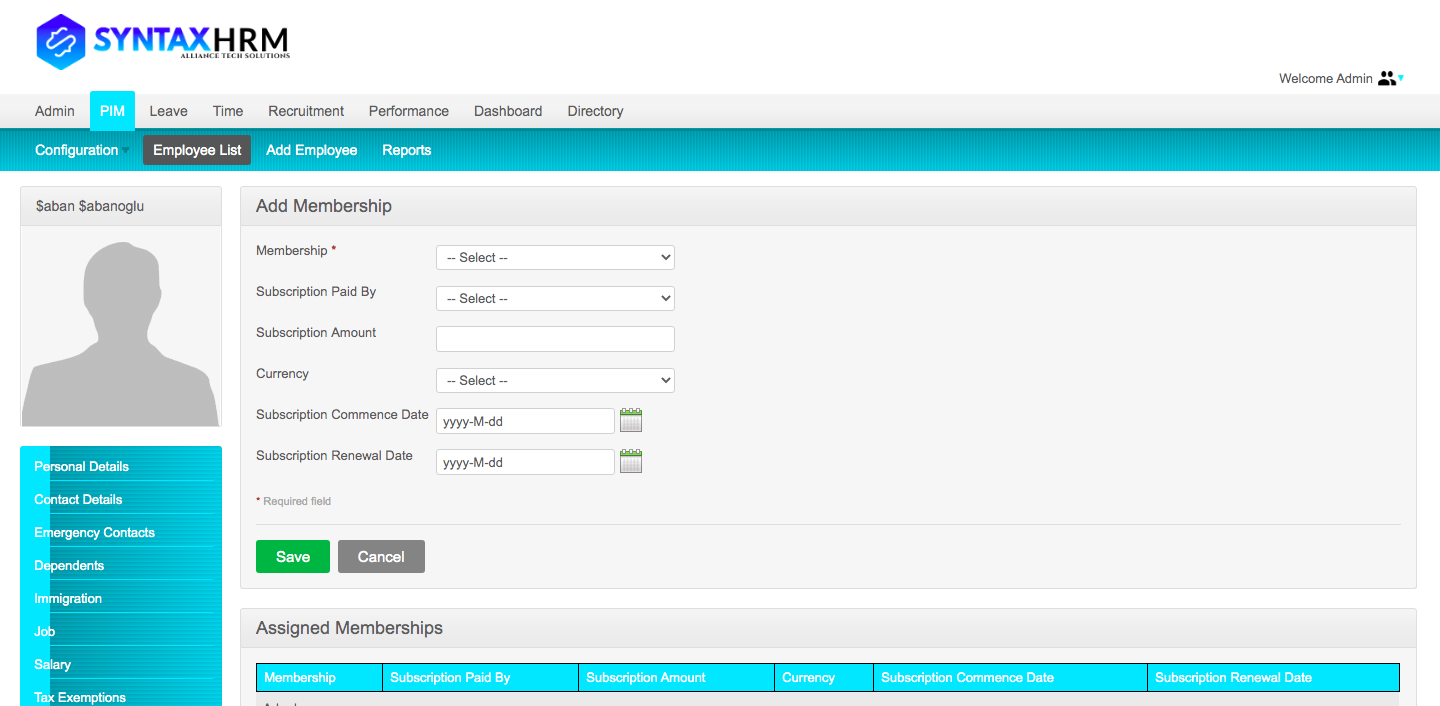 SYNTAXHRM
ALLIANCE TECH SOLUTIONS
Welcome Admin
Admin PIM Leave Time Recruitment Performance Dashboard Directory
Configuration Employee List Add Employee Reports
$aban $abanoglu
Add Membership
Membership *
-- Select --
Subscription Paid By
-- Select --
Subscription Amount
Currency
-- Select --
Subscription Commence Date
yyyy-M-dd
Subscription Renewal Date
yyyy-M-dd
* Required field
Save Cancel
Personal Details
Contact Details
Emergency Contacts
Dependents
Immigration
Job
Salary
Tax Exemptions
Assigned Memberships
Membership Subscription Paid By Subscription Amount Currency Subscription Commence Date Subscription Renewal Date